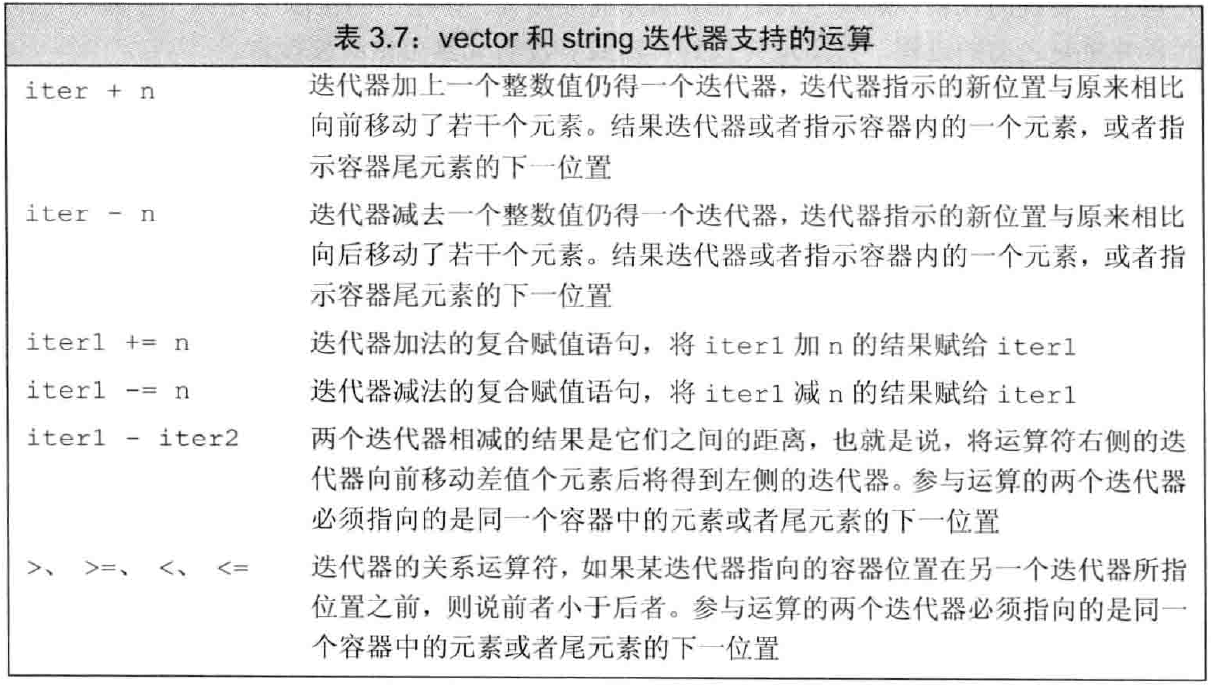 表 3.7：vector 和 string 迭代器支持的运算
iter + n 迭代器加上一个整数值仍得一个迭代器，迭代器指示的新位置与原来相比
向前移动了若干个元素。结果迭代器或者指示容器内的一个元素，或者指
示容器尾元素的下一位置
iter - n 迭代器减去一个整数值仍得一个迭代器，迭代器指示的新位置与原来相比
向后移动了若干个元素。结果迭代器或者指示容器内的一个元素，或者指
示容器尾元素的下一位置
iter1 += n 迭代器加法的复合赋值语句，将 iter1 加 n 的结果赋给 iter1
iter1 -= n 迭代器减法的复合赋值语句，将 iter1 减 n 的结果赋给 iter1
iter1 - iter2 两个迭代器相减的结果是它们之间的距离，也就是说，将运算符右侧的迭
代器向前移动差值个元素后将得到左侧的迭代器。参与运算的两个迭代器
必须指向的是同一个容器中的元素或者尾元素的下一位置
>、 >=、 <、 <= 迭代器的关系运算符，如果某迭代器指向的容器位置在另一个迭代器所指
位置之前，则说前者小于后者。参与运算的两个迭代器必须指向的是同一
个容器中的元素或者尾元素的下一位置